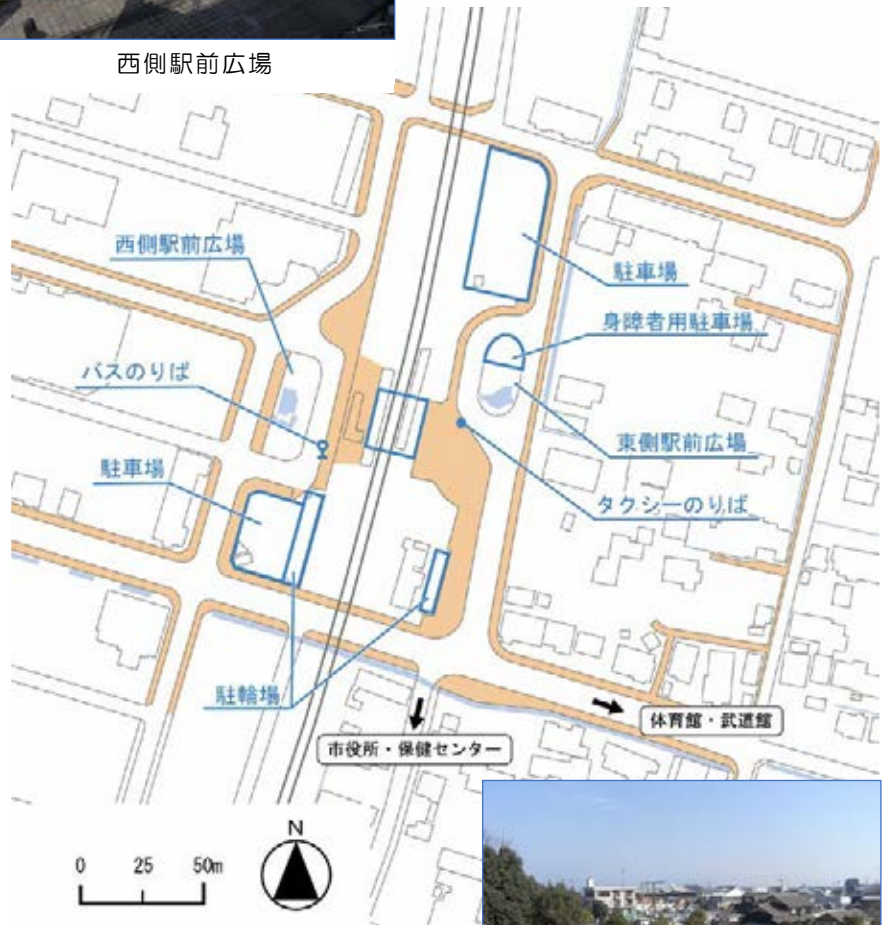 西側駅前広場
西側駅前広場
駐車場
身障者用駐車場
バスのりば
東側駅前広場
駐車場
タクシーのりば
駐輪場
体育館・武道館
市役所・保健センター
N
0 25 50m